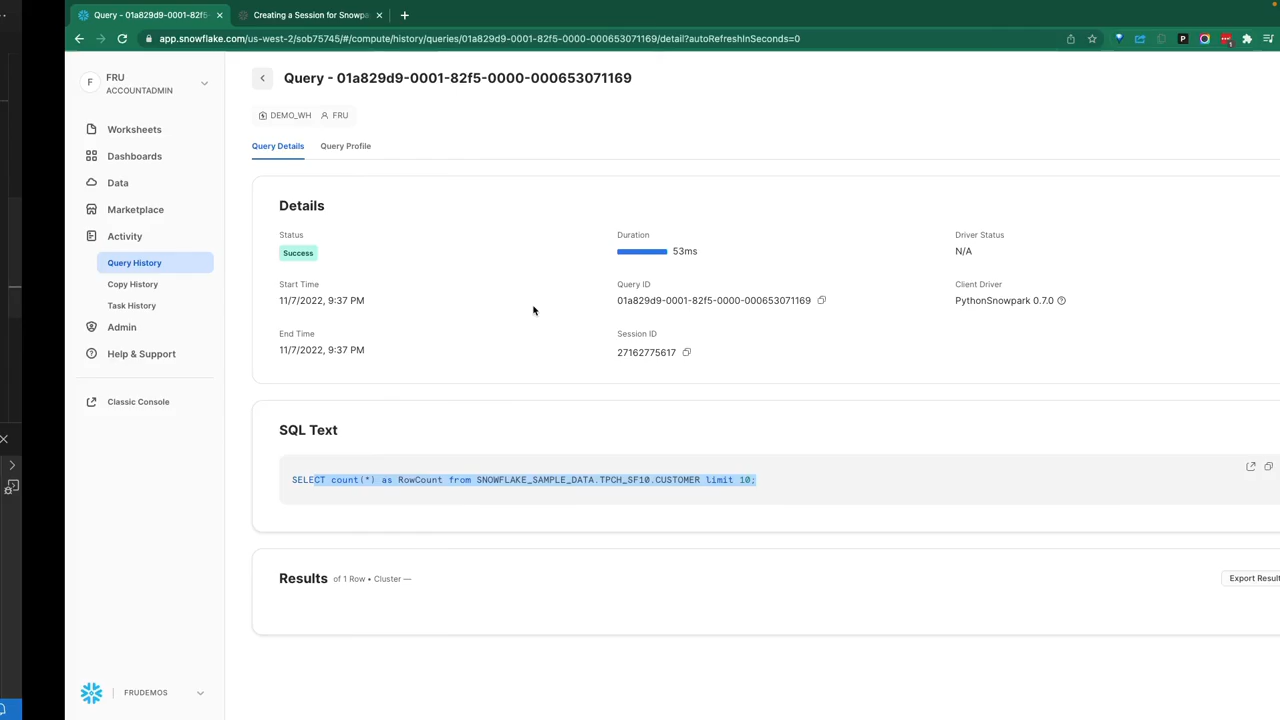 Query - 01a829d9-0001-82f5-
Creating a Session for Snowpa
app.snowflake.com/us-west-2/sob75745/#/compute/history/queries/01a829d9-0001-82f5-0000-000653071169/detail?autoRefreshInSeconds=0
F
FRU
ACCOUNTADMIN
Worksheets
Dashboards
Data
Marketplace
Activity
Query History
Copy History
Task History
Admin
Help & Support
Classic Console
FRUDEMOS
Query - 01a829d9-0001-82f5-0000-000653071169
DEMO_WH
FRU
Query Details
Query Profile
Details
Status
Success
Duration
53ms
Driver Status
N/A
Start Time
11/7/2022, 9:37 PM
Query ID
01a829d9-0001-82f5-0000-000653071169
Client Driver
PythonSnowpark 0.7.0
End Time
11/7/2022, 9:37 PM
Session ID
27162775617
SQL Text
SELECT count(*) as RowCount from SNOWFLAKE_SAMPLE_DATA.TPCH_SF10.CUSTOMER limit 10;
Results
of 1 Row • Cluster —
Export Result